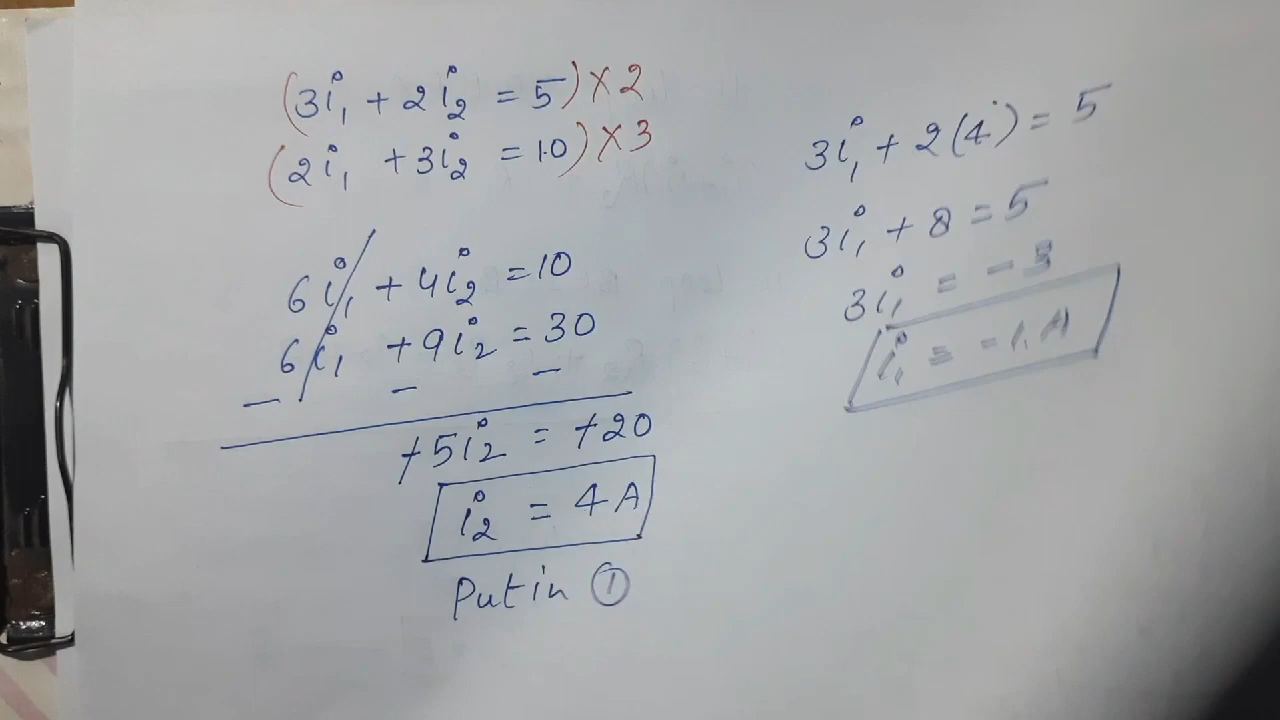 (3i₁ + 2i₂ = 5) × 2
(2i₁ + 3i₂ = 10) × 3
6i₁ + 4i₂ = 10
6i₁ + 9i₂ = 30
− − −
+5i₂ = +20
i₂ = 4A
Put in ①
3i₁ + 2(4) = 5
3i₁ + 8 = 5
3i₁ = -3
i₁ = -1A